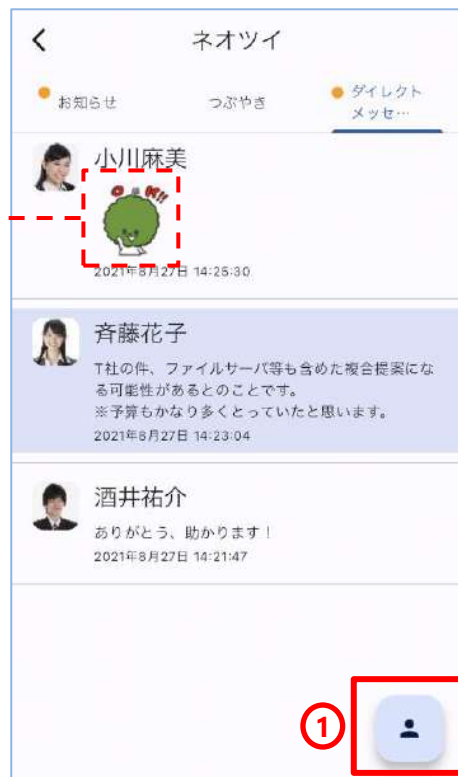 ネオツイ
お知らせ
つぶやき
ダイレクト
メッセ…
小川麻美
OK!!
2021年8月27日 14:25:30
斉藤花子
T社の件、ファイルサーバ等も含めた複合提案にな
る可能性があるとのことです。
※予算もかなり多くとっていたと思います。
2021年8月27日 14:23:04
酒井祐介
ありがとう、助かります！
2021年8月27日 14:21:47
1